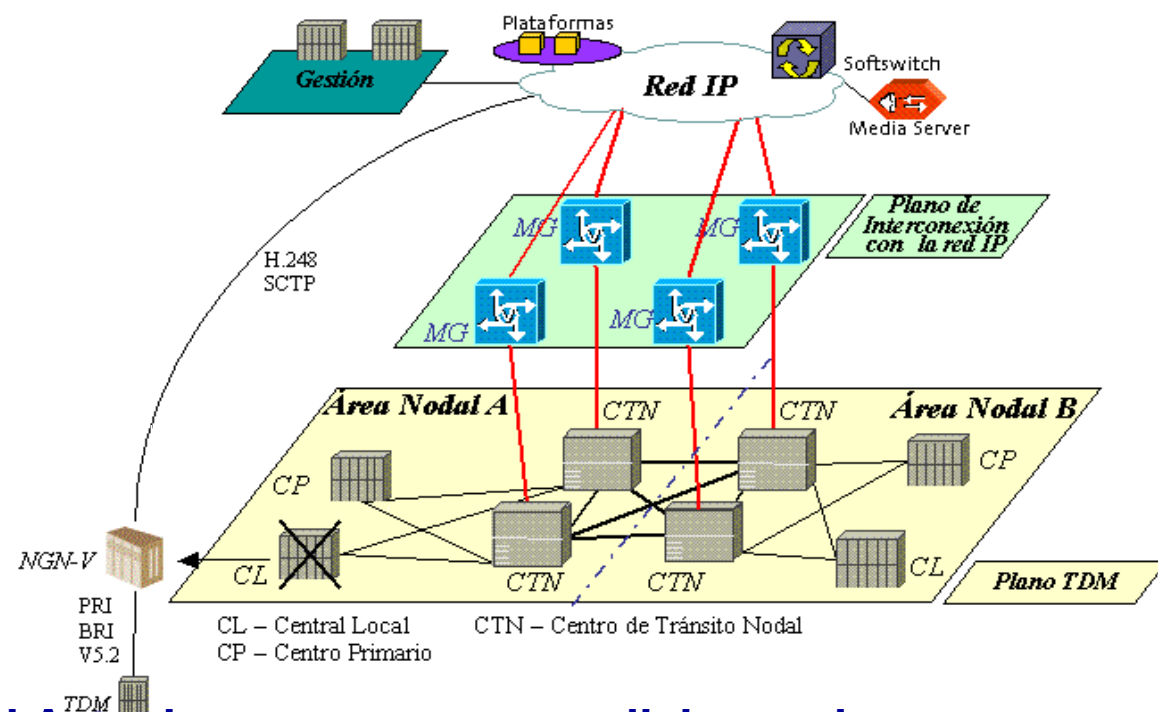 Plataformas
Gestión
Red IP
Softswitch
Media Server
MG
MG
Plano de
Interconexión
con la red IP
H.248
SCTP
MG
MG
Área Nodal A
CTN
CTN
Área Nodal B
CP
CP
NGN-V
CL
CTN
CTN
CL
Plano TDM
PRI
BRI
V5.2
CL – Central Local
CTN – Centro de Tránsito Nodal
CP – Centro Primario
TDM